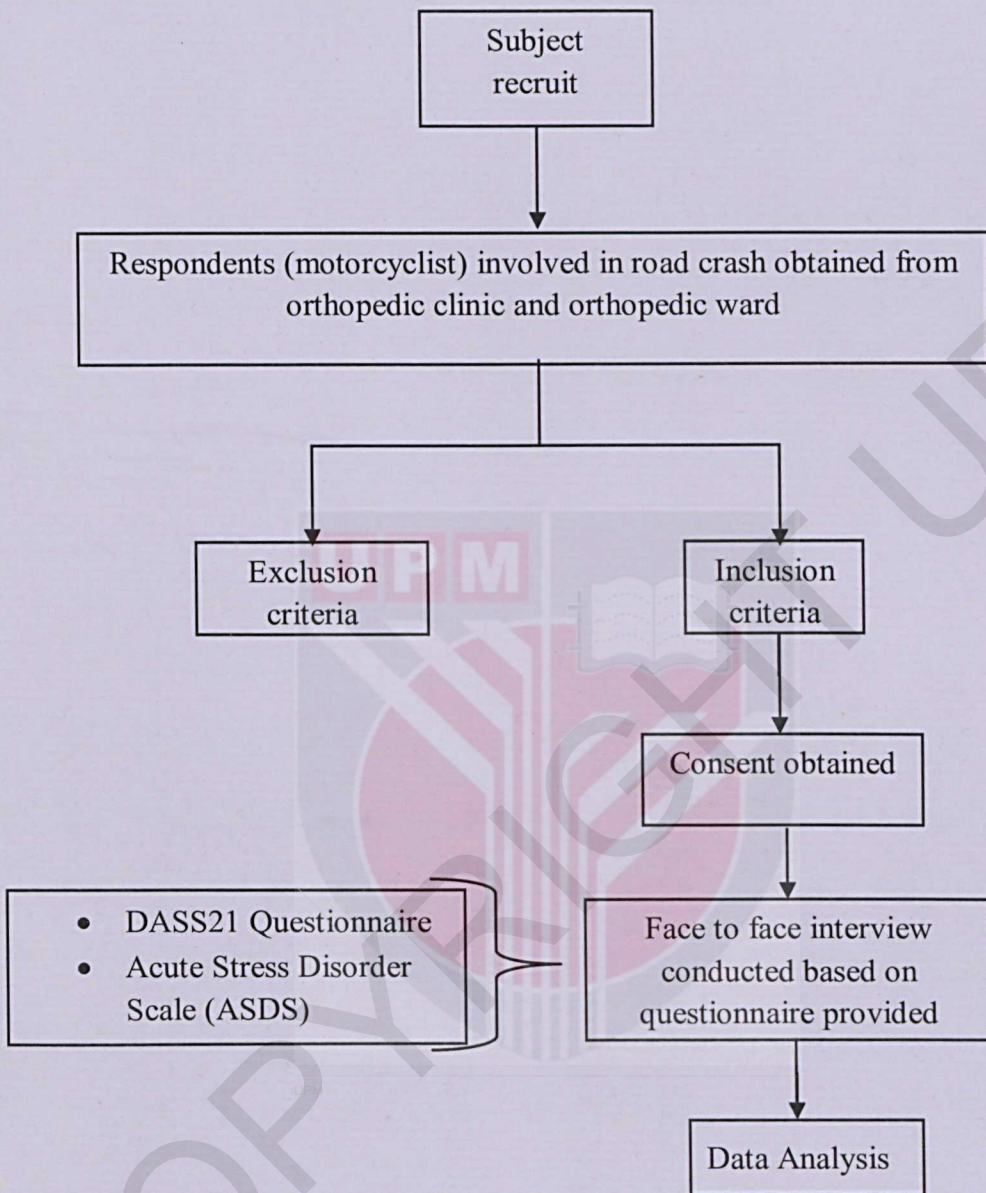 Subject
recruit
Respondents (motorcyclist) involved in road crash obtained from
orthopedic clinic and orthopedic ward
Exclusion
criteria
Inclusion
criteria
UPM
Consent obtained
• DASS21 Questionnaire
• Acute Stress Disorder
Scale (ASDS)
Face to face interview
conducted based on
questionnaire provided
Data Analysis
OPYRIGHT U